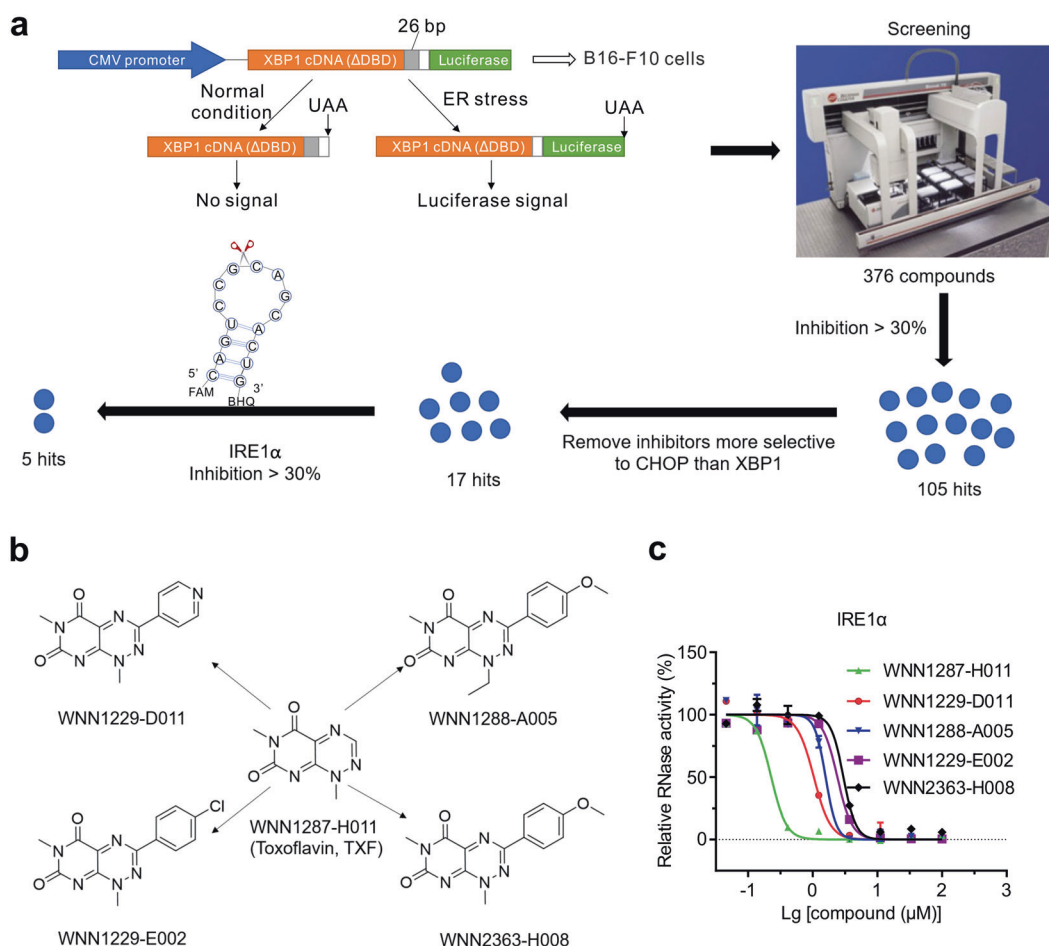 a
26 bp
Screening
CMV promoter
XBP1 cDNA (ΔDBD)
Luciferase
B16-F10 cells
Normal
condition
UAA
ER stress
UAA
XBP1 cDNA (ΔDBD)
XBP1 cDNA (ΔDBD)
Luciferase
No signal
Luciferase signal
376 compounds
Inhibition > 30%
G C A G C A C U G
C C U G A C
5’
3’
FAM
BHQ
5 hits
IRE1α
Inhibition > 30%
17 hits
Remove inhibitors more selective
to CHOP than XBP1
105 hits
b
O
N
N
N
O
N
N
N
N
WNN1229-D011
O
O
N
N
O
N
N
N
N
WNN1288-A005
O
N
N
O
N
N
N
N
WNN1287-H011
(Toxoflavin, TXF)
Cl
O
N
N
O
N
N
N
N
WNN1229-E002
O
O
N
N
O
N
N
N
N
WNN2363-H008
c
IRE1α
Relative RNase activity (%)
150
100
50
0
-1
0
1
2
3
Lg [compound (μM)]
WNN1287-H011
WNN1229-D011
WNN1288-A005
WNN1229-E002
WNN2363-H008